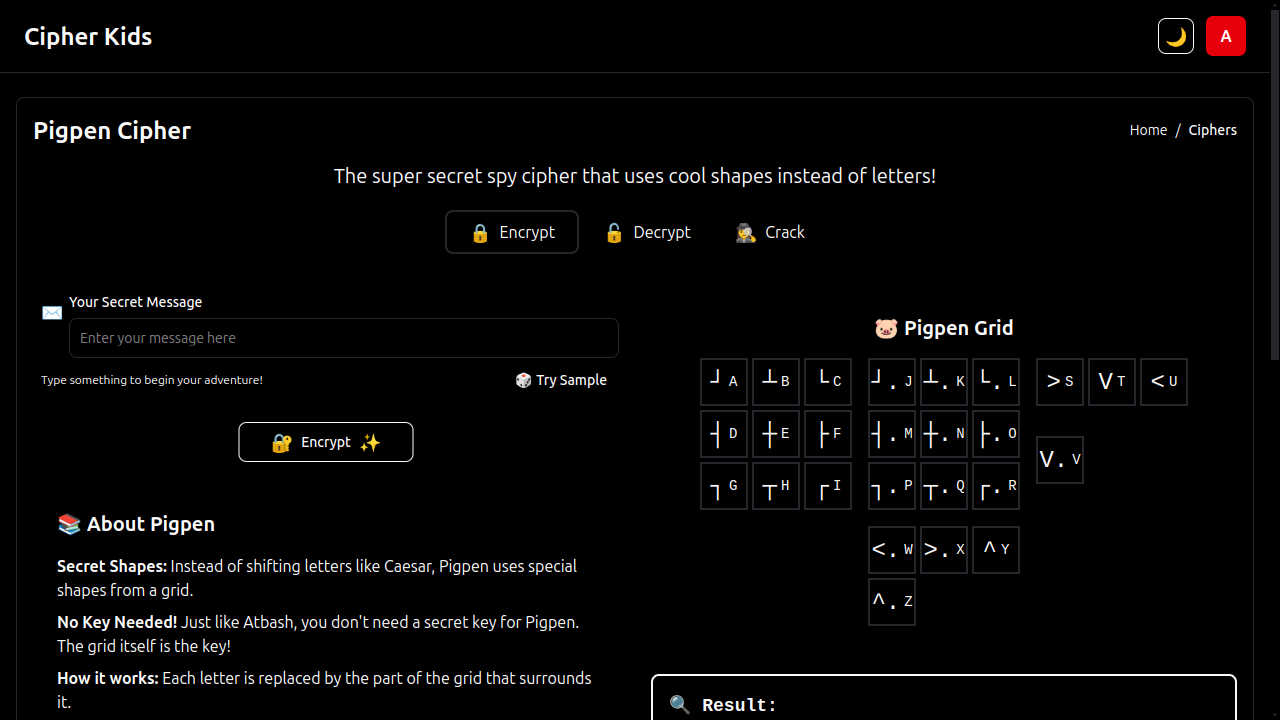 Cipher Kids
🌙 A
Pigpen Cipher
Home / Ciphers
The super secret spy cipher that uses cool shapes instead of letters!
🔒 Encrypt
🔓 Decrypt
🕵️ Crack
✉️ Your Secret Message
Enter your message here
Type something to begin your adventure!
🎲 Try Sample
🔐 Encrypt ✨
📚 About Pigpen
Secret Shapes: Instead of shifting letters like Caesar, Pigpen uses special
shapes from a grid.
No Key Needed! Just like Atbash, you don't need a secret key for Pigpen.
The grid itself is the key!
How it works: Each letter is replaced by the part of the grid that surrounds
it.
🐷 Pigpen Grid
┘ A ┴ B └ C ┘. J ┴. K └. L > S V T < U
┤ D ┼ E ├ F ┤. M ┼. N ├. O V. V
┐ G ┬ H ┌ I ┐. P ┬. Q ┌. R
<. W >. X ^ Y
^. Z
🔍 Result: